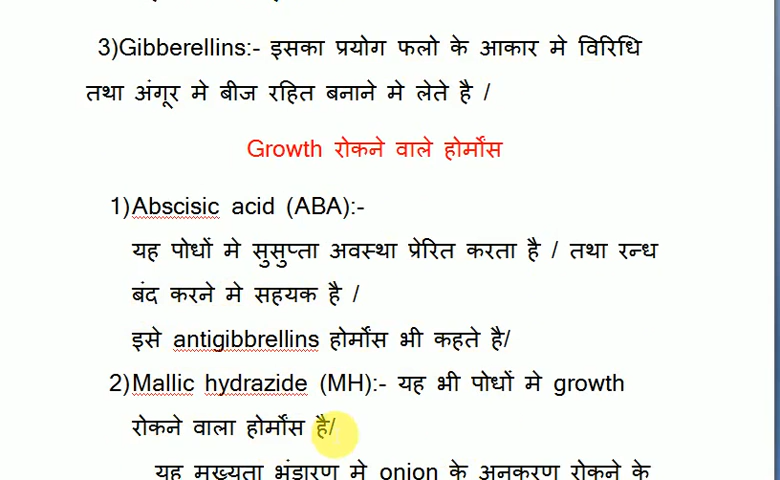 3)Gibberellins:- इसका प्रयोग फलो के आकार मे विरिधि
तथा अंगूर मे बीज रहित बनाने मे लेते है /
Growth रोकने वाले होर्मोंस
1)Abscisic acid (ABA):-
यह पोधों मे सुसुप्ता अवस्था प्रेरित करता है / तथा रन्ध
बंद करने मे सहयक है /
इसे antigibbrellins होर्मोंस भी कहते है/
2)Mallic hydrazide (MH):- यह भी पोधों मे growth
रोकने वाला होर्मोंस है/
यह मुख्यता भंडारण मे onion के अनुकरण रोकने के